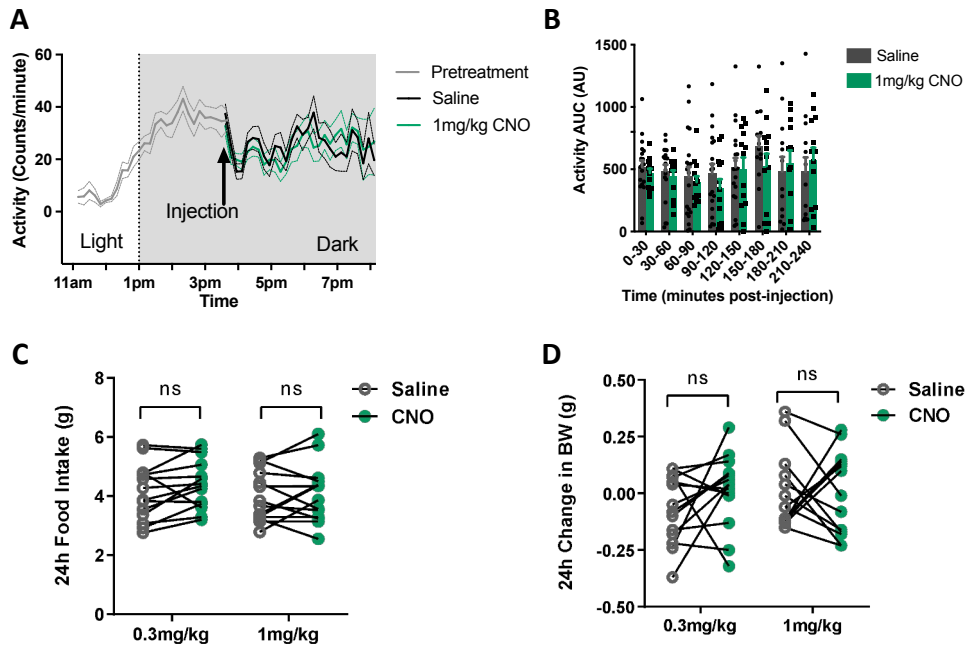 A
Activity (Counts/minute)
60
40
20
0
Injection
Light
Dark
11am
1pm
3pm
5pm
7pm
Time
Pretreatment
Saline
1mg/kg CNO
B
Activity AUC (AU)
1500
1000
500
0
Saline
1mg/kg CNO
0-30
30-60
60-90
90-120
120-150
150-180
180-210
210-240
Time (minutes post-injection)
C
24h Food Intake (g)
8
6
4
2
0
ns
ns
Saline
CNO
0.3mg/kg
1mg/kg
D
24h Change in BW (g)
0.50
0.25
0.00
-0.25
-0.50
ns
ns
Saline
CNO
0.3mg/kg
1mg/kg